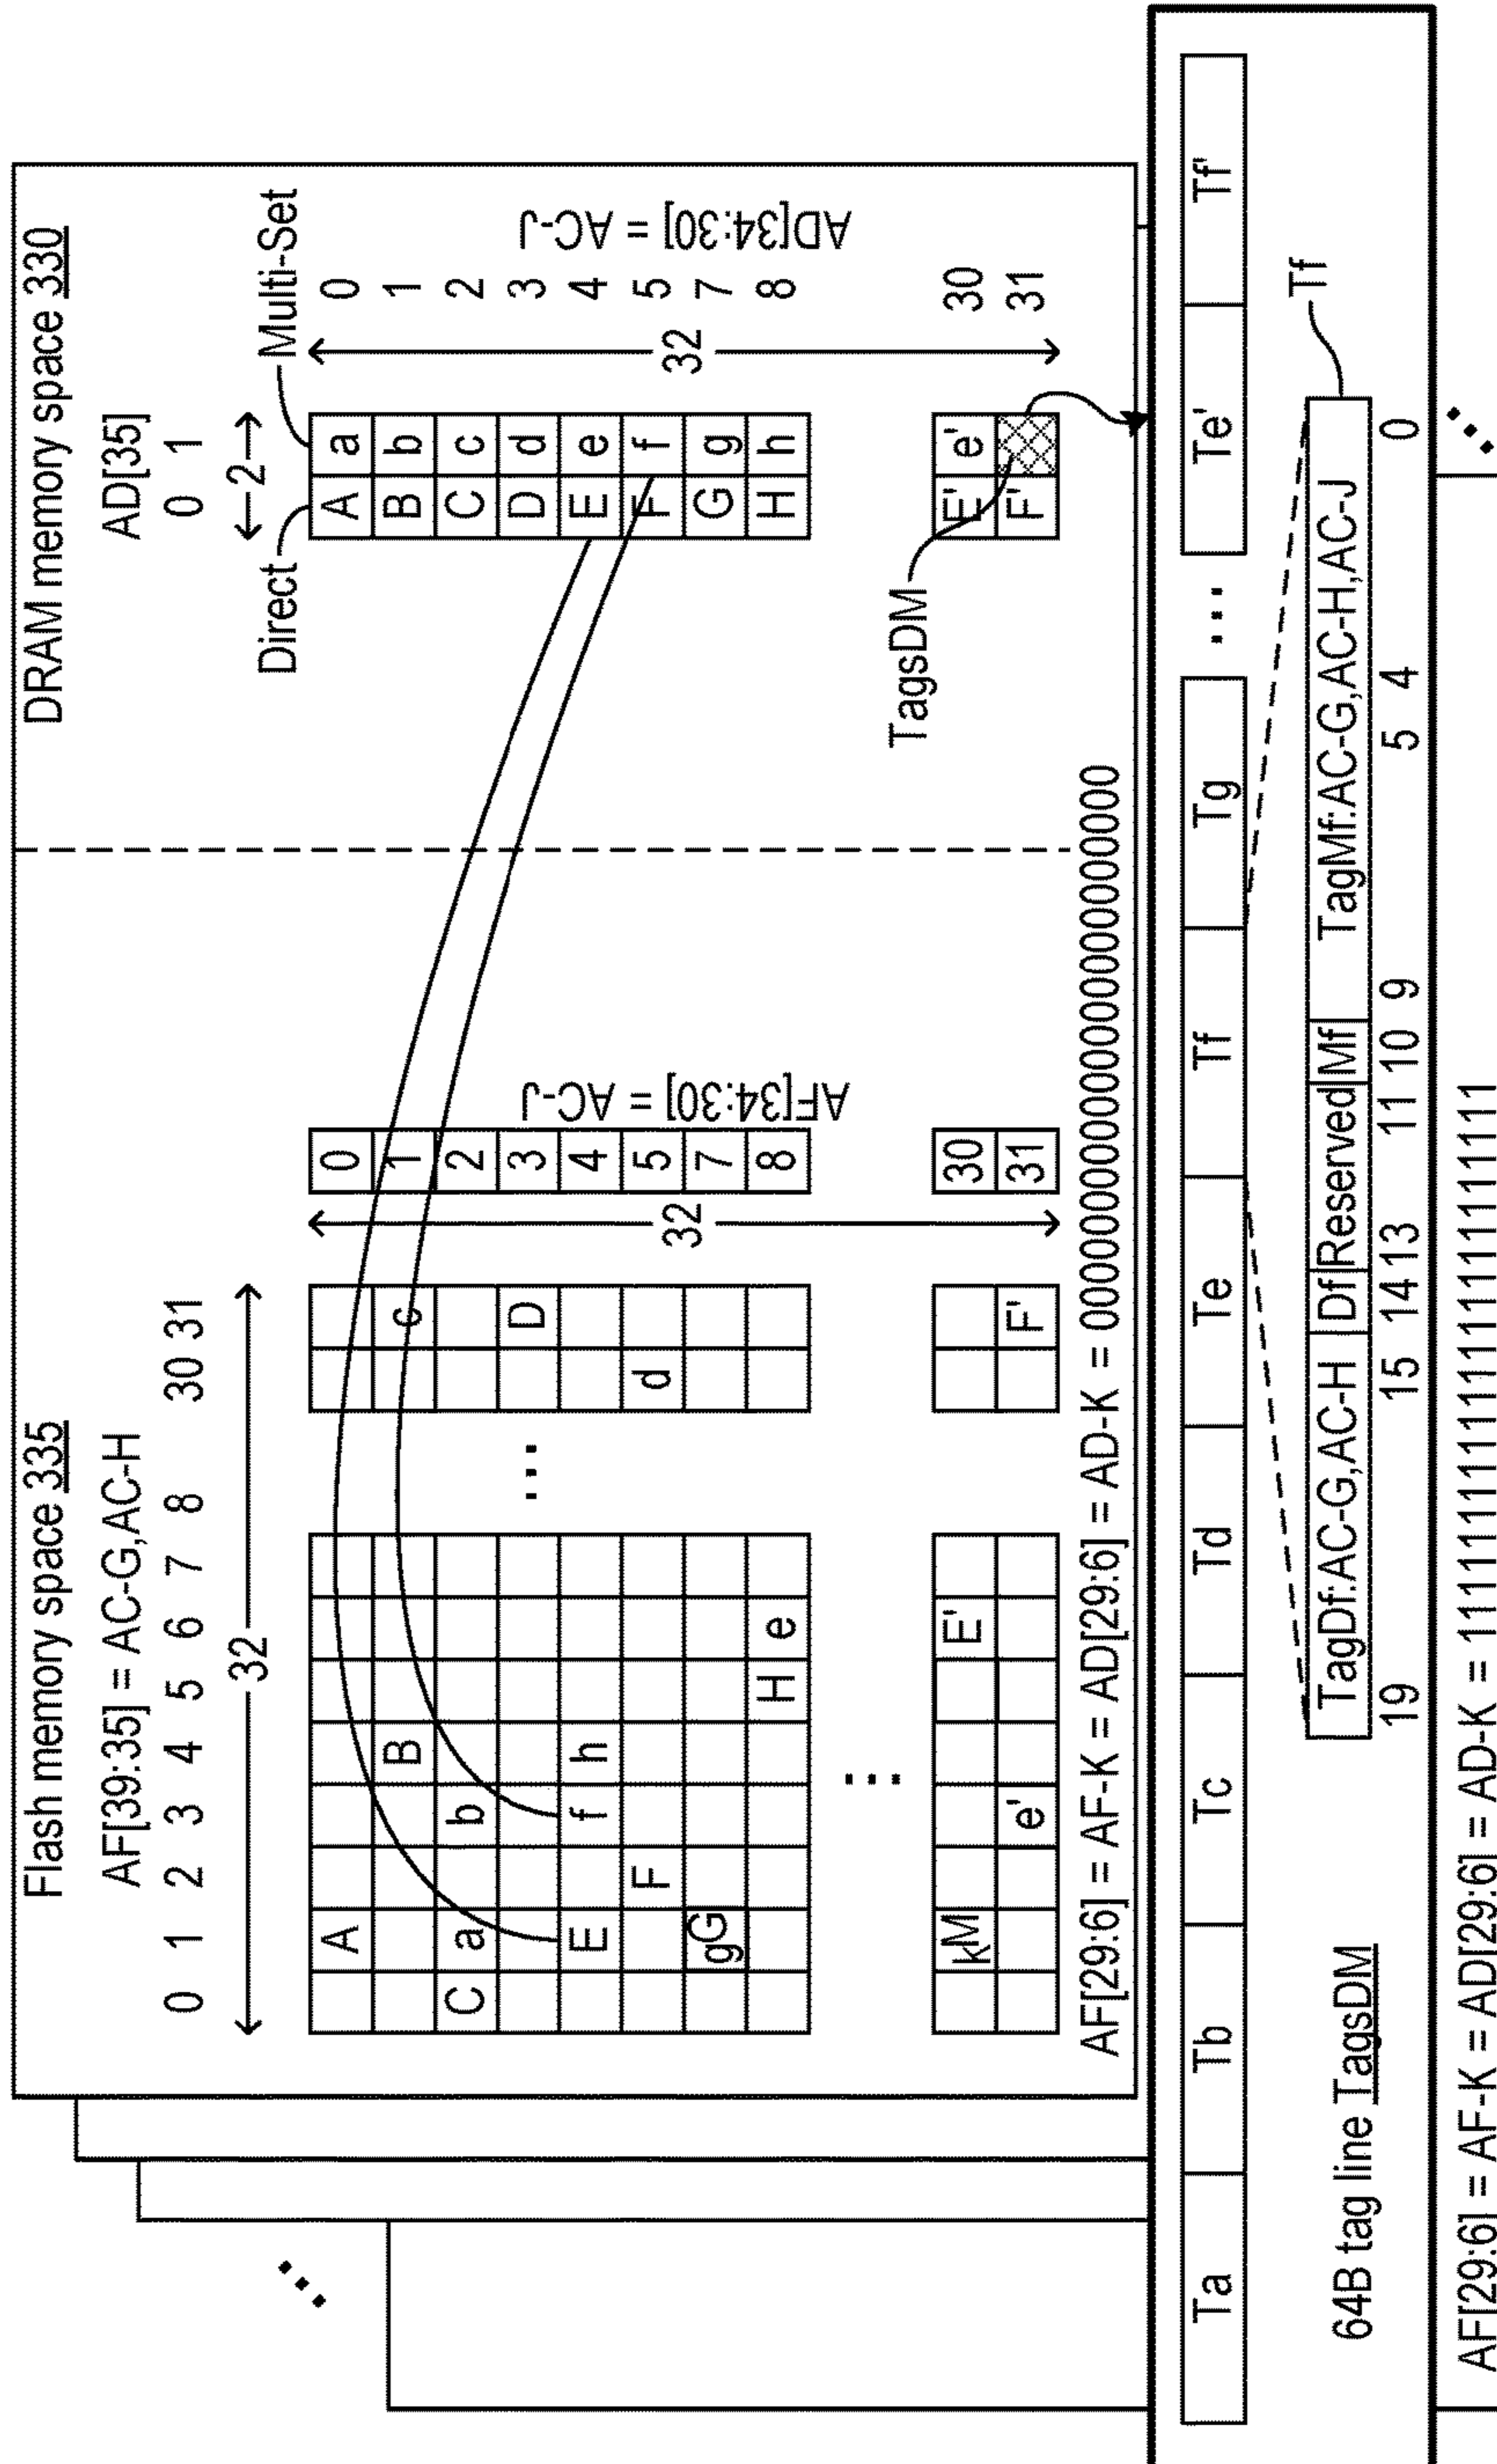 Flash memory space 335
DRAM memory space 330
AF[39:35] = AC-G,AC-H
0 1 2 3 4 5 6 7 8 30 31
32
AD[35]
0 1
2
Direct
Multi-Set
A 0 A a 0
B c 1 B b 1
C a b 2 C c 2
D 3 D d 3
E f h 4 E e 4
F d 5 F f 5
gG 7 G g 7
H e 8 H h 8
...
kM E' 30 E' e' 30
e' F' 31 F' 31
32
AF[34:30] = AC-J
32
AD[34:30] = AC-J
TagsDM
AF[29:6] = AF-K = AD[29:6] = AD-K = 000000000000000000000000
Ta Tb Tc Td Te Tf Tg ... Te' Tf'
64B tag line TagsDM
TagDf:AC-G,AC-H Df Reserved Mf TagMf:AC-G,AC-H,AC-J
Tf
19 15 14 13 11 10 9 5 4 0
AF[29:6] = AF-K = AD[29:6] = AD-K = 111111111111111111111111